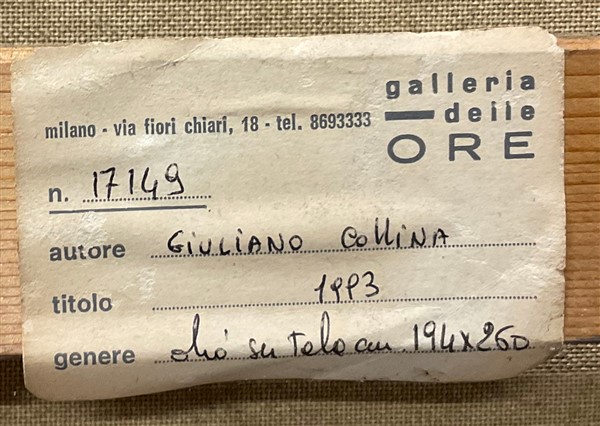 galleria
delle
ORE
milano - via fiori chiari, 18 - tel. 8693333
n. 17149
autore GIULIANO COLLINA
titolo 1993
genere olio su tela cm 194x260